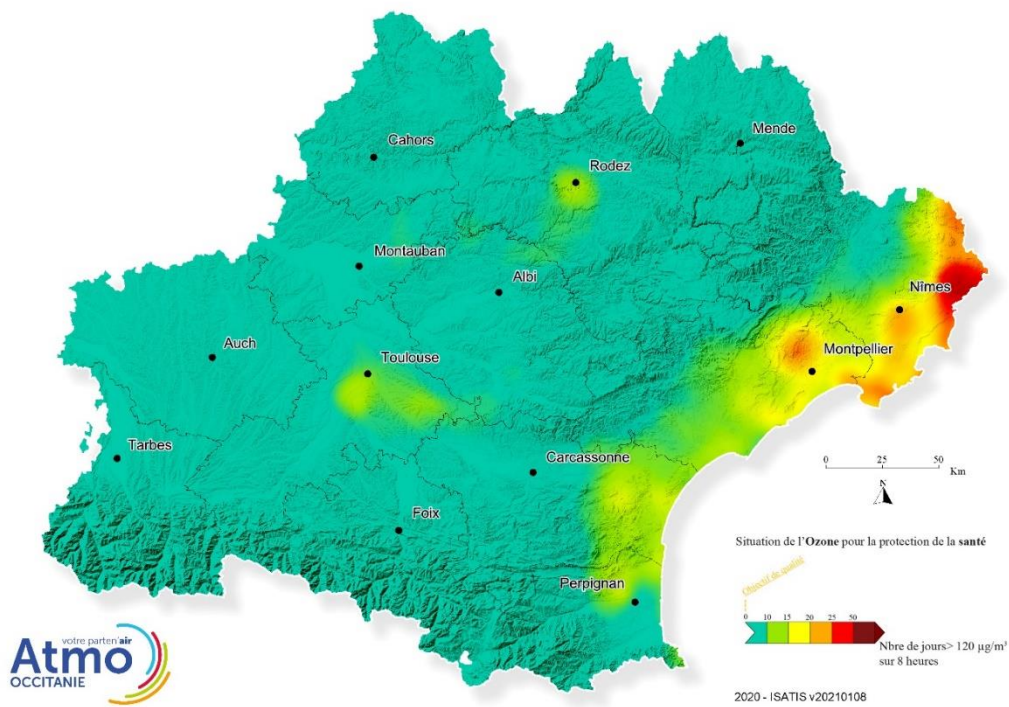 Mende
Cahors
Rodez
Montauban
Albi
Nîmes
Auch
Toulouse
Montpellier
Tarbes
Carcassonne
0 25 50
Km
N
Foix
Situation de l'Ozone pour la protection de la santé
Perpignan
Objectif de qualité
0 10 15 20 25 50
Nbre de jours> 120 µg/m³
sur 8 heures
votre parten'air
Atmo
OCCITANIE
2020 - ISATIS v20210108